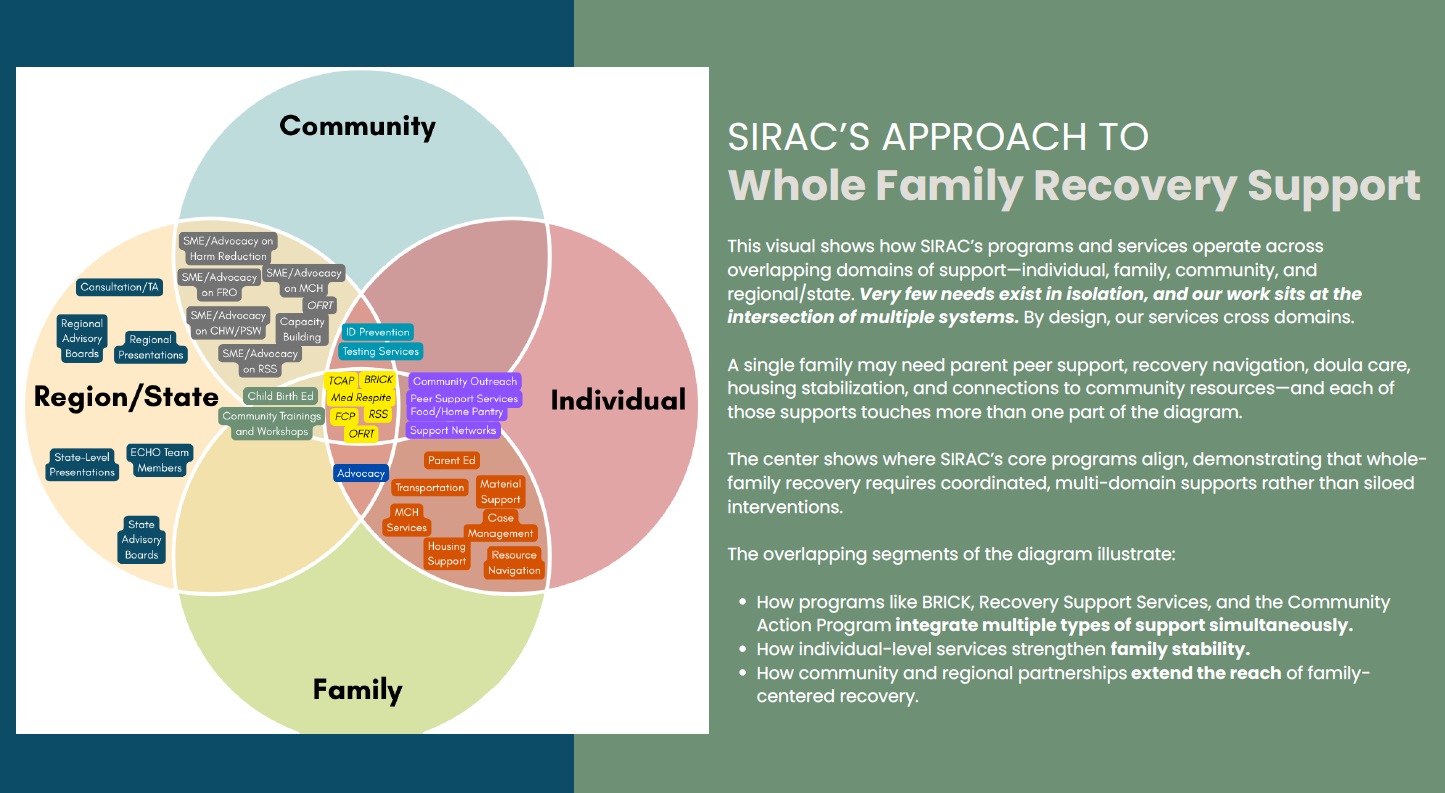 Community
SME/Advocacy on
Harm Reduction
SME/Advocacy
on FRO
SME/Advocacy
on MCH
OFRT
SME/Advocacy
on CHW/PSW
Capacity
Building
SME/Advocacy
on RSS
Consultation/TA
Regional
Advisory
Boards
Regional
Presentations
Region/State
State-Level
Presentations
ECHO Team
Members
State
Advisory
Boards
ID Prevention
Testing Services
Child Birth Ed
Community Trainings
and Workshops
TCAP
BRICK
Med Respite
FCP
RSS
OFRT
Community Outreach
Peer Support Services
Food/Home Pantry
Support Networks
Individual
Advocacy
Parent Ed
Transportation
Material
Support
MCH
Services
Case
Management
Housing
Support
Resource
Navigation
Family
SIRAC'S APPROACH TO
Whole Family Recovery Support
This visual shows how SIRAC's programs and services operate across
overlapping domains of support—individual, family, community, and
regional/state. Very few needs exist in isolation, and our work sits at the
intersection of multiple systems. By design, our services cross domains.
A single family may need parent peer support, recovery navigation, doula care,
housing stabilization, and connections to community resources—and each of
those supports touches more than one part of the diagram.
The center shows where SIRAC's core programs align, demonstrating that whole-
family recovery requires coordinated, multi-domain supports rather than siloed
interventions.
The overlapping segments of the diagram illustrate:
• How programs like BRICK, Recovery Support Services, and the Community
Action Program integrate multiple types of support simultaneously.
• How individual-level services strengthen family stability.
• How community and regional partnerships extend the reach of family-
centered recovery.